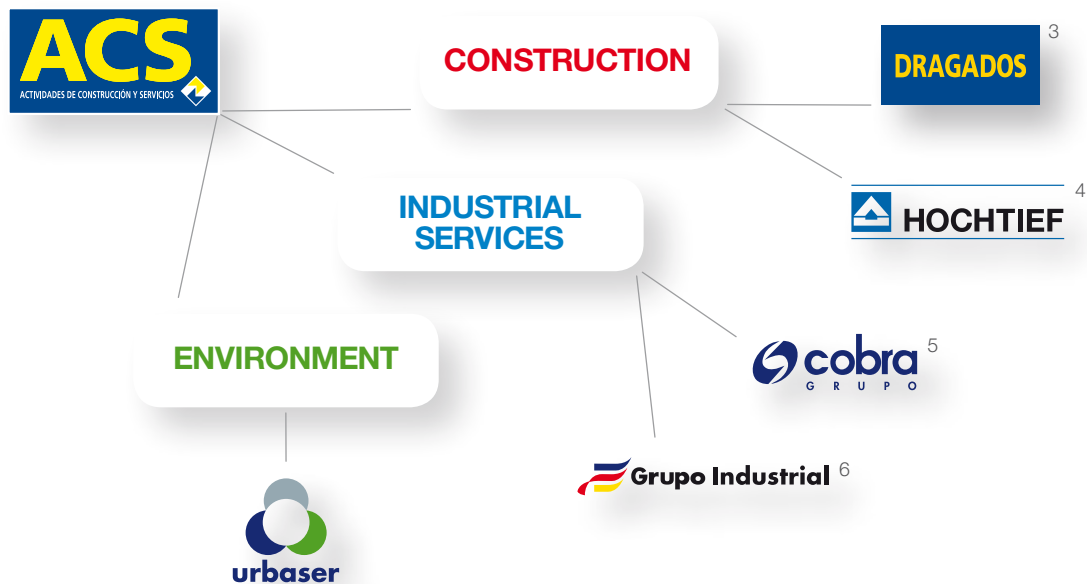 ACS
ACTIVIDADES DE CONSTRUCCIÓN Y SERVICIOS
CONSTRUCTION
DRAGADOS 3
HOCHTIEF 4
INDUSTRIAL
SERVICES
ENVIRONMENT
cobra 5
GRUPO
Grupo Industrial 6
urbaser